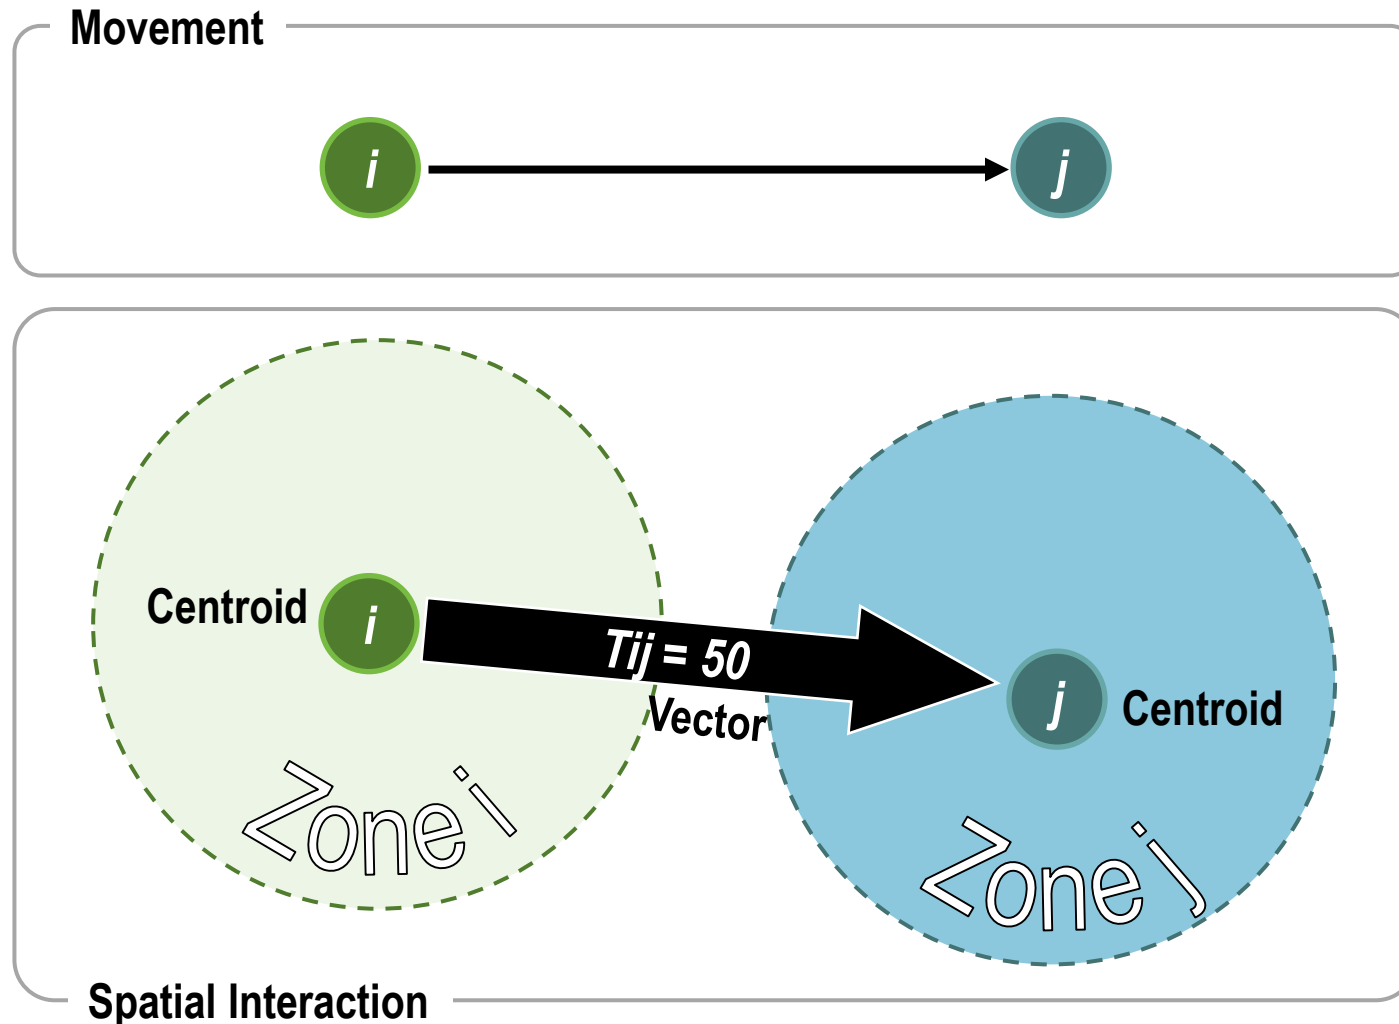 Movement
i
j
Centroid
i
Tij = 50
Vector
j
Centroid
Zone i
Zone j
Spatial Interaction